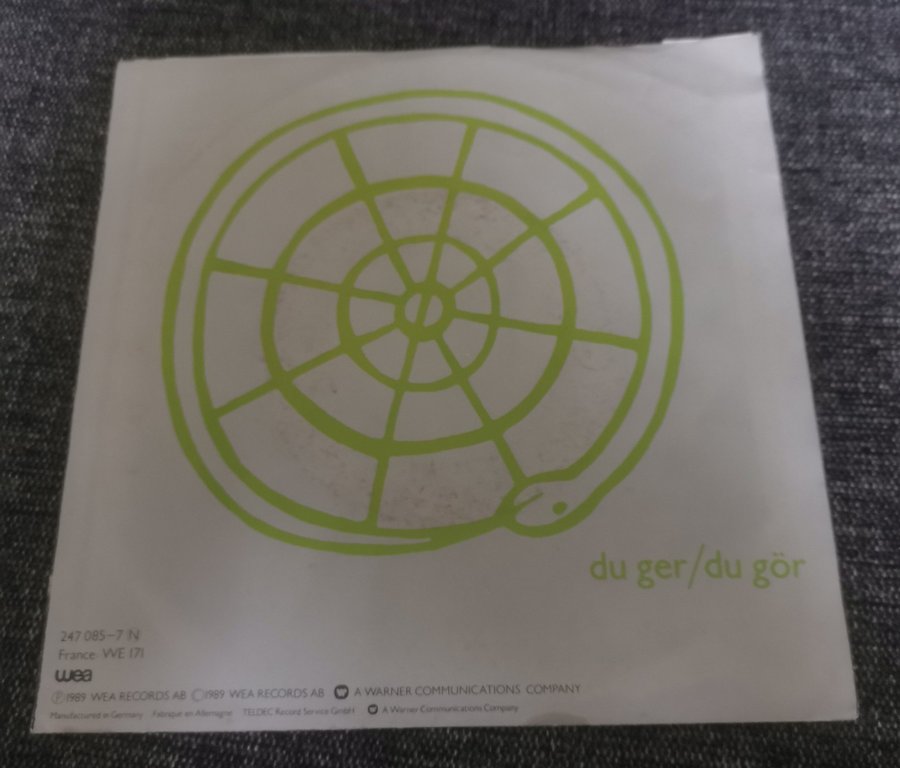 du ger/du gör
247 085-7 N
France: WE 171
wea
Ⓟ1989 WEA RECORDS AB ©1989 WEA RECORDS AB A WARNER COMMUNICATIONS COMPANY
Manufactured in Germany Fabriqué en Allemagne TELDEC Record Service GmbH A Warner Communications Company